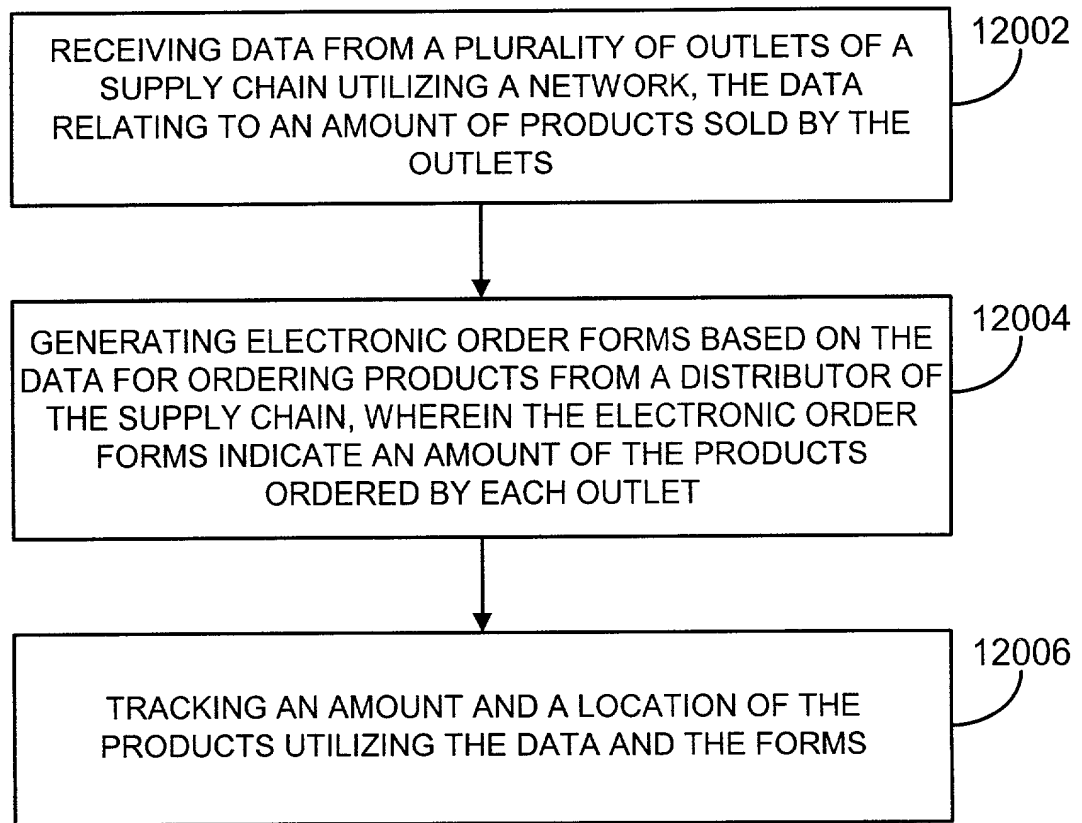 RECEIVING DATA FROM A PLURALITY OF OUTLETS OF A
SUPPLY CHAIN UTILIZING A NETWORK, THE DATA
RELATING TO AN AMOUNT OF PRODUCTS SOLD BY THE
OUTLETS
12002
GENERATING ELECTRONIC ORDER FORMS BASED ON THE
DATA FOR ORDERING PRODUCTS FROM A DISTRIBUTOR OF
THE SUPPLY CHAIN, WHEREIN THE ELECTRONIC ORDER
FORMS INDICATE AN AMOUNT OF THE PRODUCTS
ORDERED BY EACH OUTLET
12004
TRACKING AN AMOUNT AND A LOCATION OF THE
PRODUCTS UTILIZING THE DATA AND THE FORMS
12006